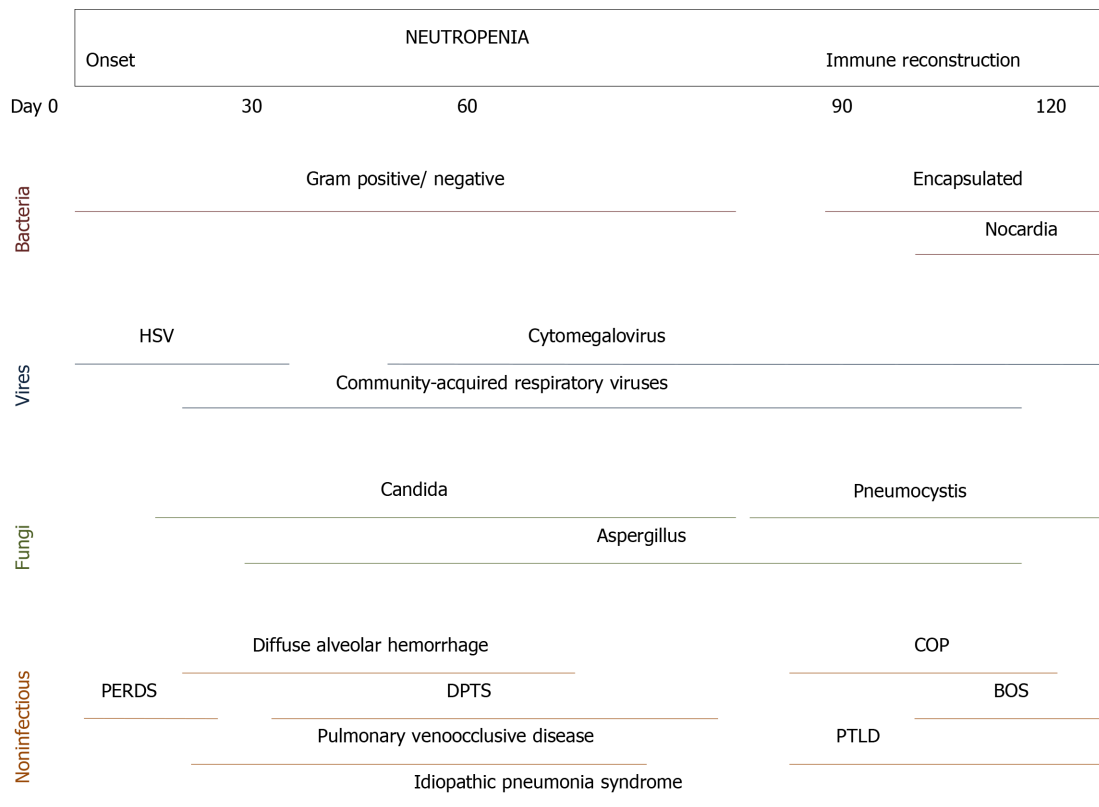 NEUTROPENIA
Onset
Immune reconstruction
Day 0 30 60 90 120
Bacteria
Gram positive/ negative
Encapsulated
Nocardia
Vires
HSV
Cytomegalovirus
Community-acquired respiratory viruses
Fungi
Candida
Pneumocystis
Aspergillus
Noninfectious
Diffuse alveolar hemorrhage
COP
PERDS
DPTS
BOS
Pulmonary venoocclusive disease
PTLD
Idiopathic pneumonia syndrome